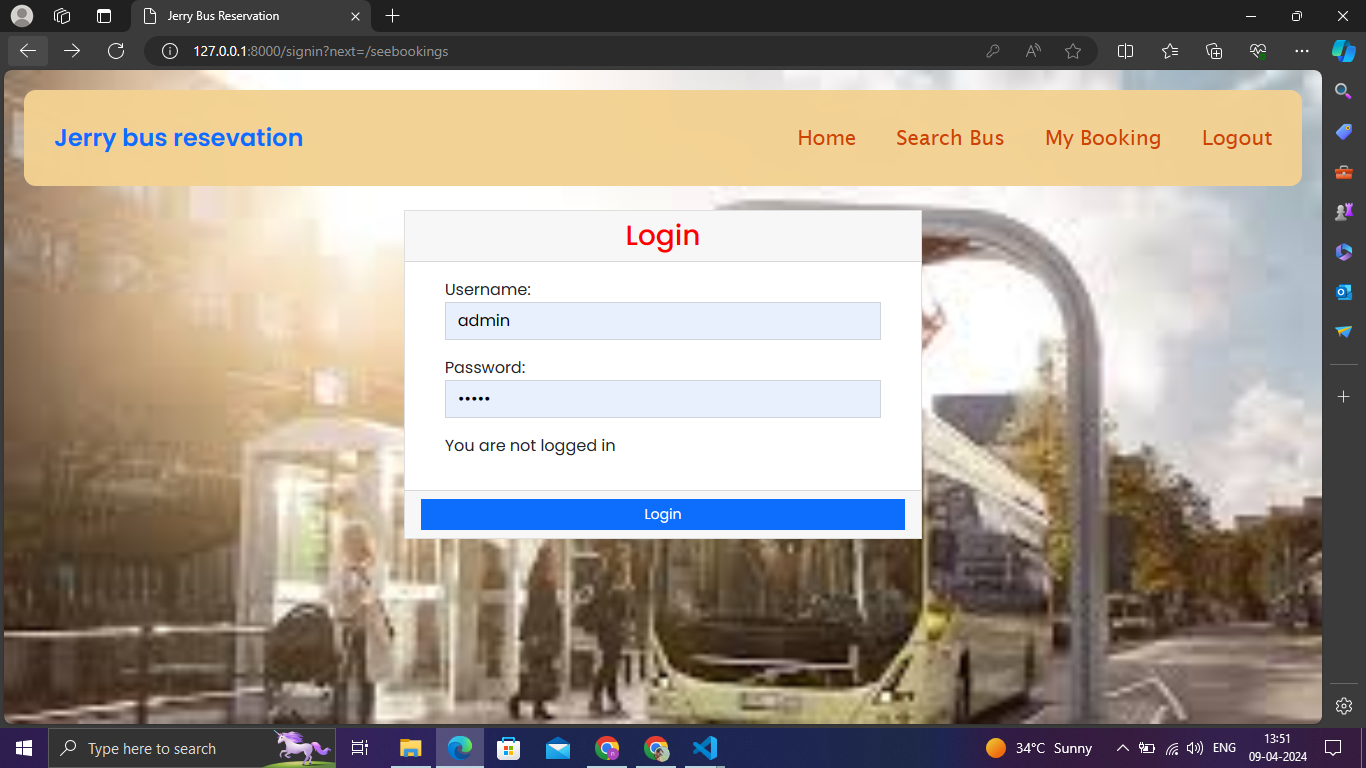 Jerry Bus Reservation
127.0.0.1:8000/signin?next=/seebookings
Jerry bus resevation
Home Search Bus My Booking Logout
Login
Username:
admin
Password:
•••••
You are not logged in
Login
Type here to search
34°C Sunny
ENG
13:51
09-04-2024